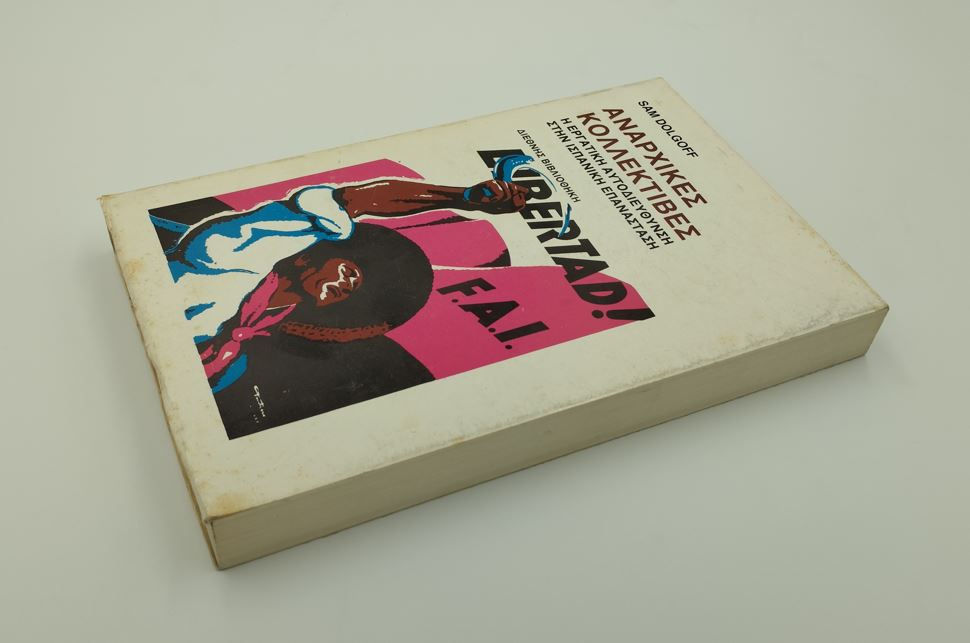 SAM DOLGOFF
ΑΝΑΡΧΙΚΕΣ
ΚΟΛΛΕΚΤΙΒΕΣ
Η ΕΡΓΑΤΙΚΗ ΑΥΤΟΔΙΕΥΘΥΝΣΗ
ΣΤΗΝ ΙΣΠΑΝΙΚΗ ΕΠΑΝΑΣΤΑΣΗ
ΔΙΕΘΝΗΣ ΒΙΒΛΙΟΘΗΚΗ
LIBERTAD!
F.A.I.